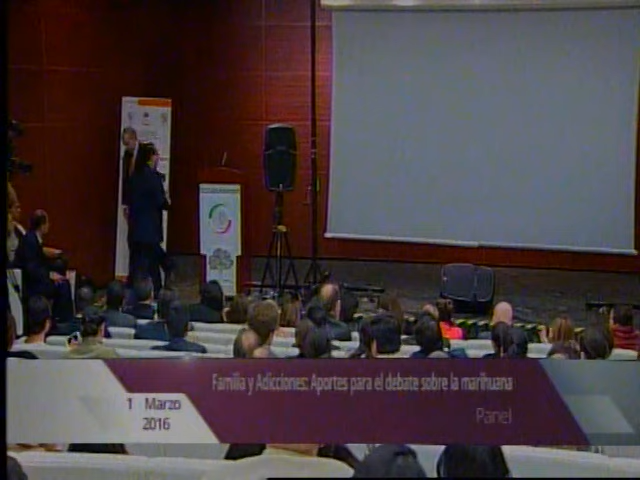 Familia y Adicciones: Aportes para el debate sobre la marihuana
1 Marzo
2016
Panel